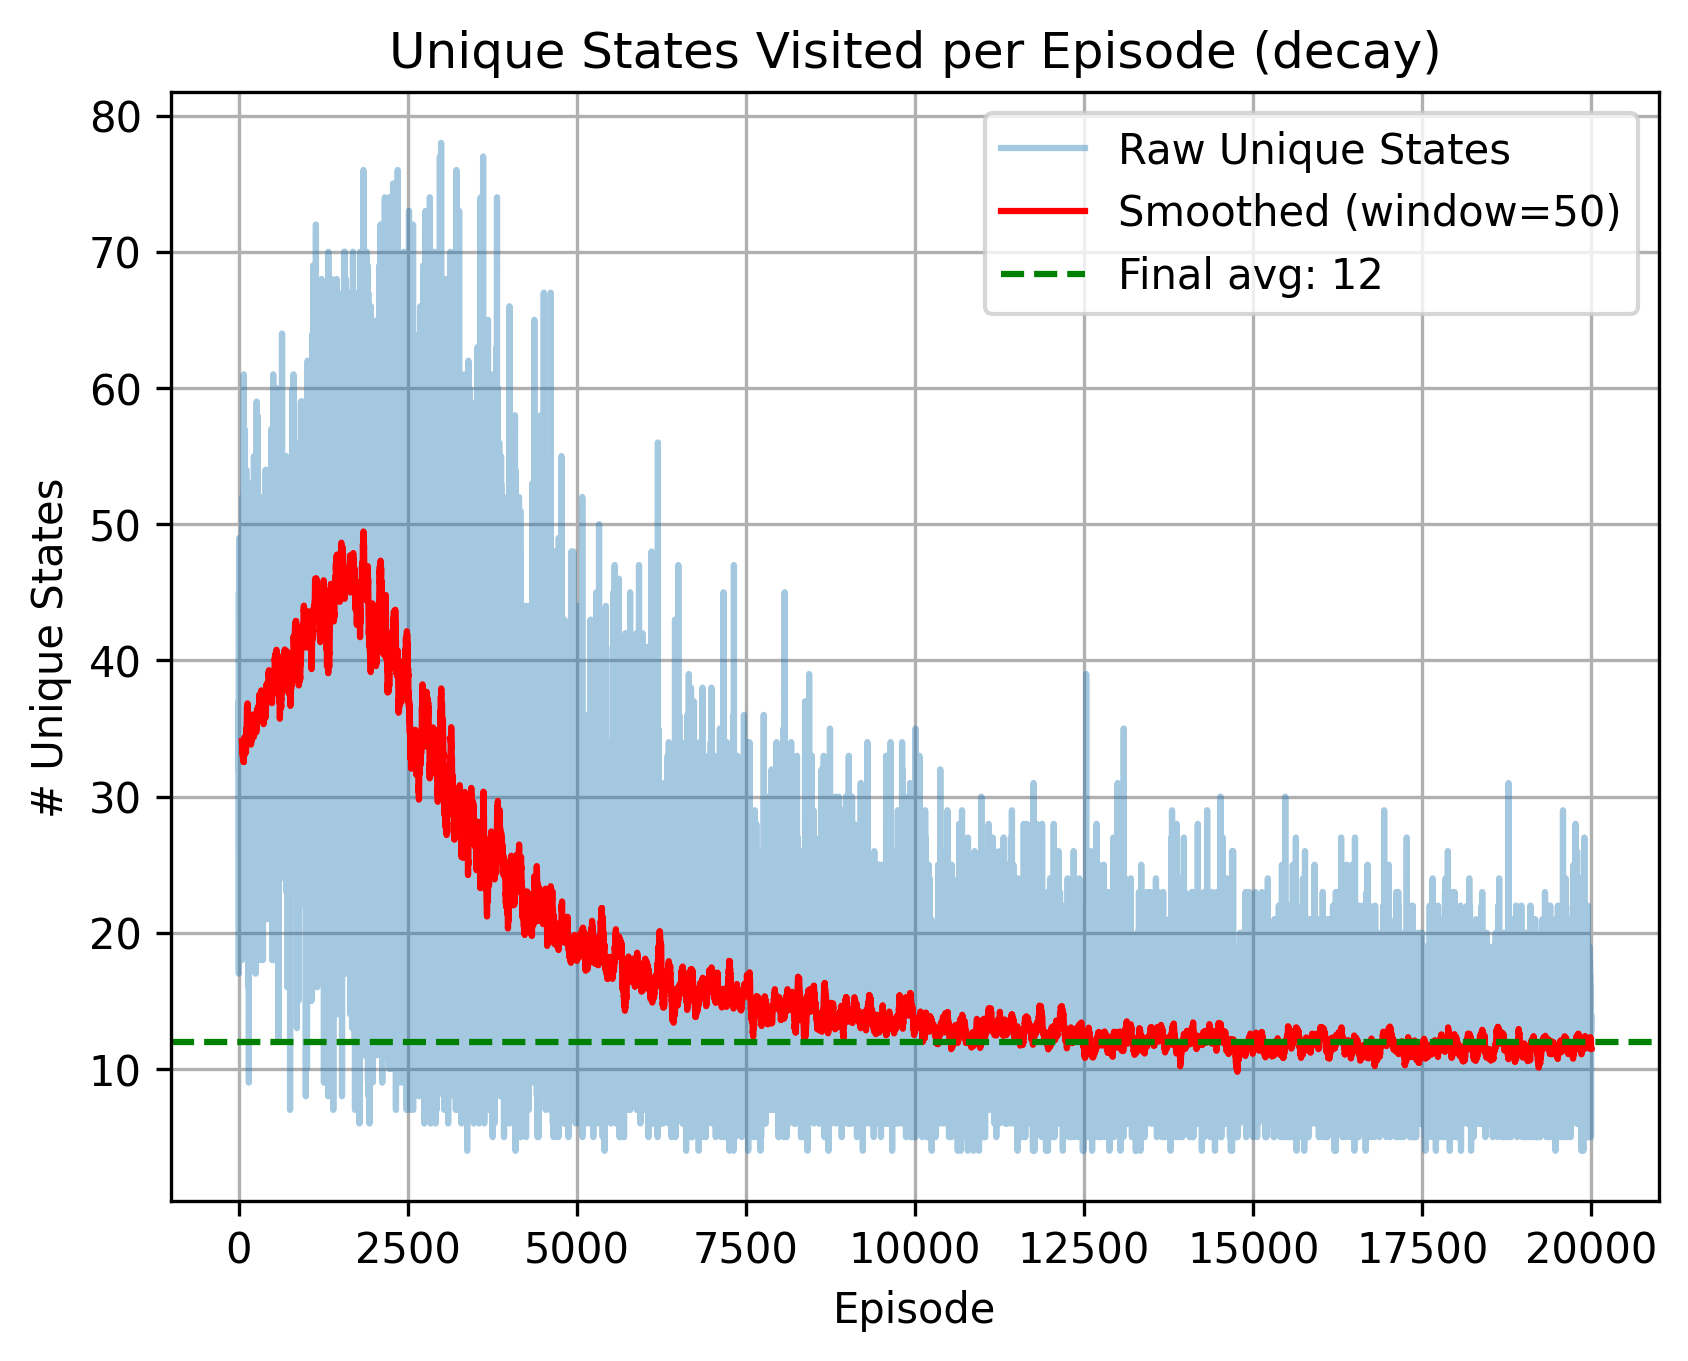 Unique States Visited per Episode (decay)
80
70
60
50
40
30
20
10
# Unique States
Raw Unique States
Smoothed (window=50)
Final avg: 12
0 2500 5000 7500 10000 12500 15000 17500 20000
Episode